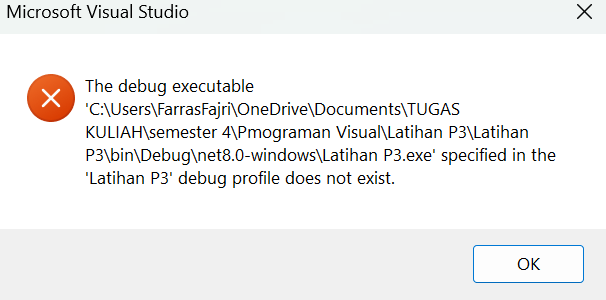 Microsoft Visual Studio
The debug executable
'C:\Users\FarrasFajri\OneDrive\Documents\TUGAS
KULIAH\semester 4\Pmograman Visual\Latihan P3\Latihan
P3\bin\Debug\net8.0-windows\Latihan P3.exe' specified in the
'Latihan P3' debug profile does not exist.
OK